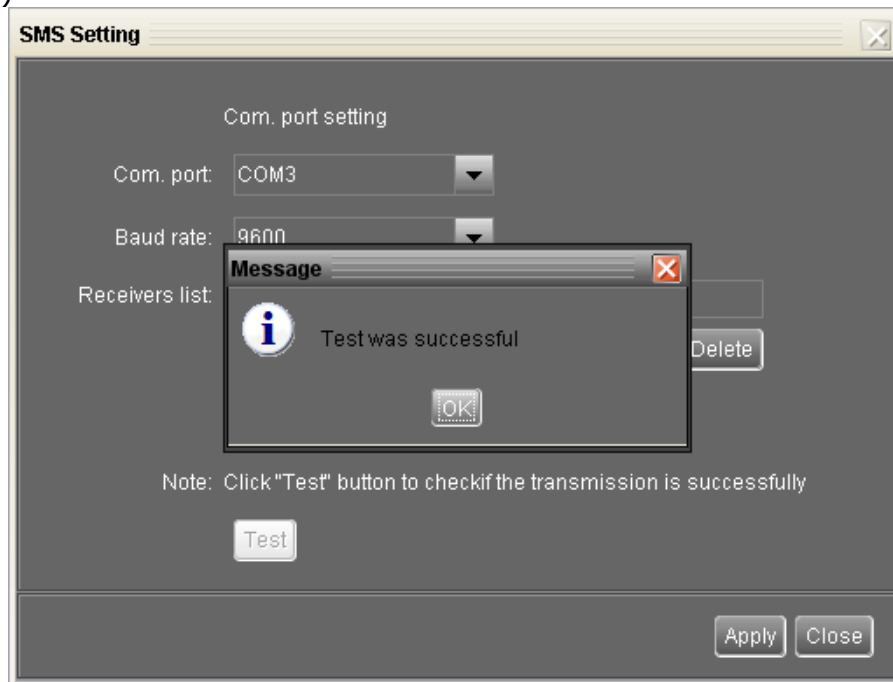 )
SMS Setting
Com. port setting
Com. port: COM3
Baud rate: 9600
Message
Receivers list:
Test was successful
Delete
OK
Note: Click "Test" button to checkif the transmission is successfully
Test
Apply Close